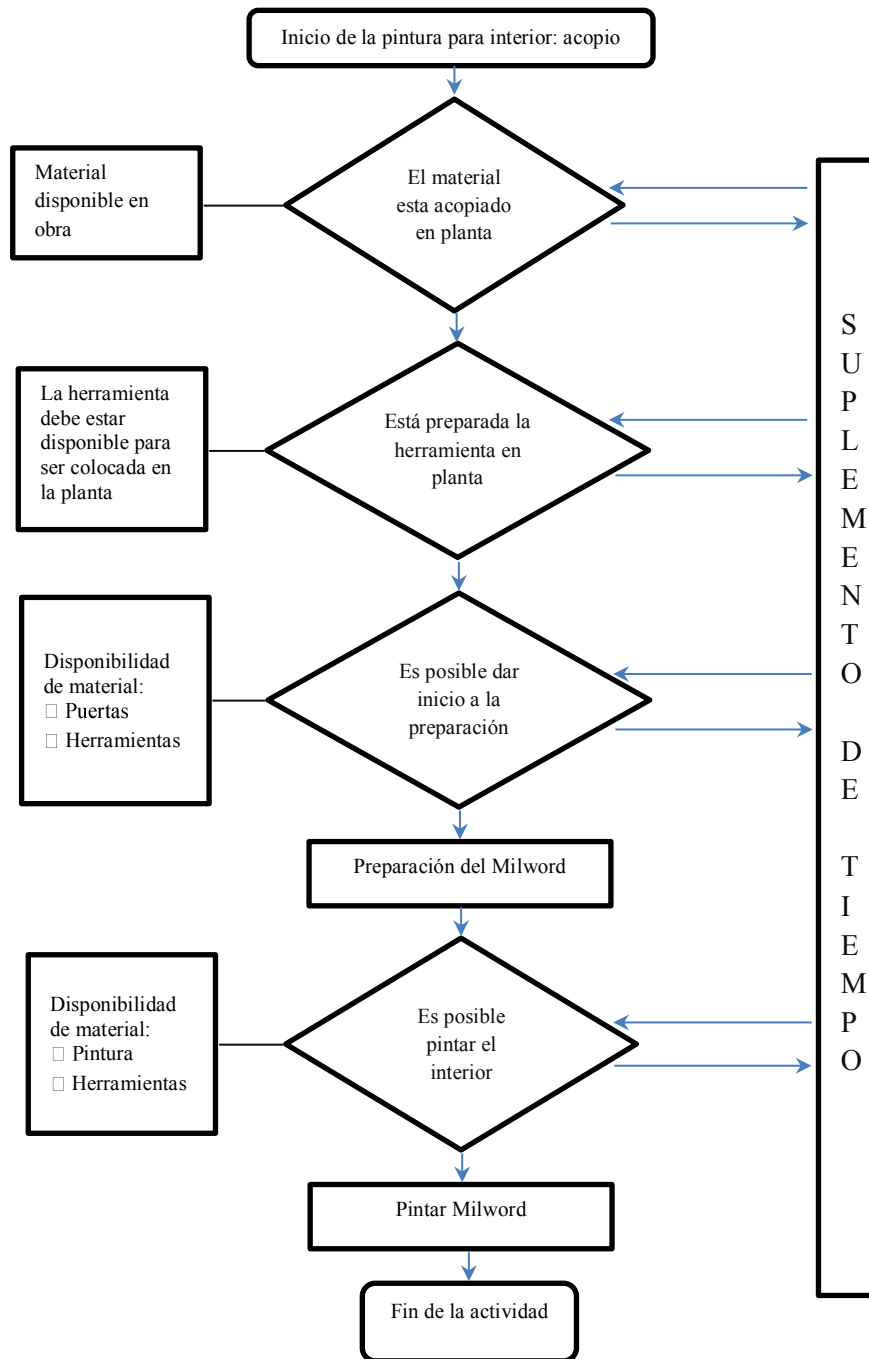 Inicio de la pintura para interior: acopio
Material
disponible en
obra
El material
esta acopiado
en planta
La herramienta
debe estar
disponible para
ser colocada en
la planta
Está preparada la
herramienta en
planta
Disponibilidad
de material:
□ Puertas
□ Herramientas
Es posible dar
inicio a la
preparación
Preparación del Milword
Disponibilidad
de material:
□ Pintura
□ Herramientas
Es posible
pintar el
interior
Pintar Milword
Fin de la actividad
SUPLEMENTO DE TIEMPO